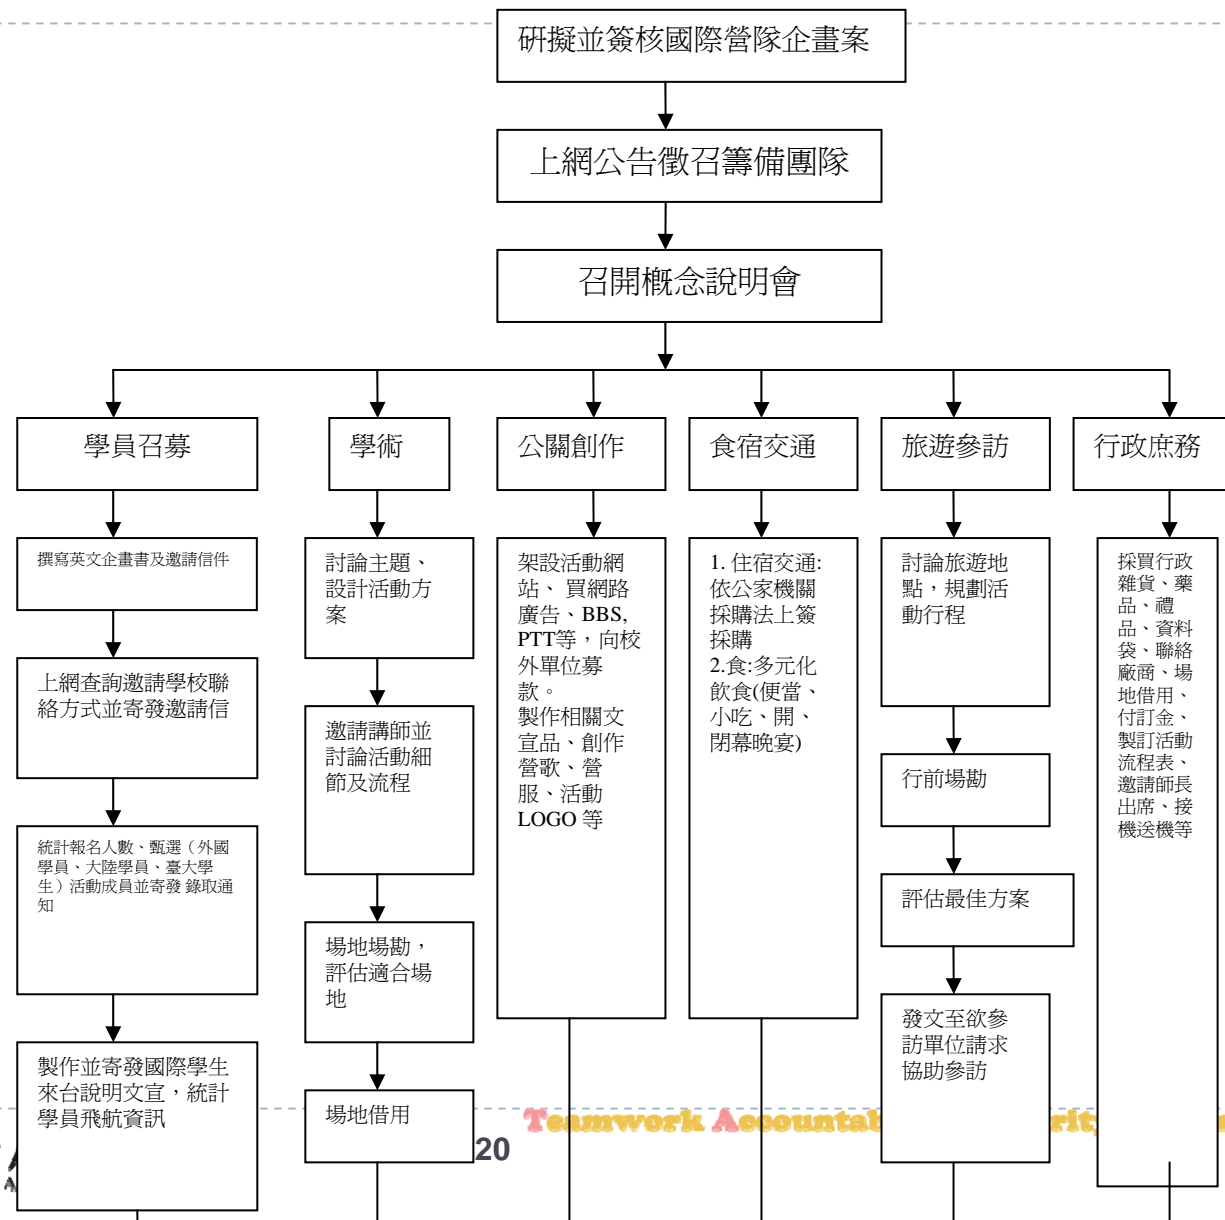 研擬並簽核國際營隊企畫案
上網公告徵召籌備團隊
召開概念說明會
學員召募
撰寫英文企畫書及邀請信件
上網查詢邀請學校聯
絡方式並寄發邀請信
統計報名人數、甄選（外國
學員、大陸學員、臺大學
生）活動成員並寄發 錄取通
知
製作並寄發國際學生
來台說明文宣，統計
學員飛航資訊
學術
討論主題、
設計活動方
案
邀請講師並
討論活動細
節及流程
場地場勘，
評估適合場
地
場地借用
公關創作
架設活動網
站、 買網路
廣告、BBS,
PTT等，向校
外單位募
款。
製作相關文
宣品、創作
營歌、營
服、活動
LOGO 等
食宿交通
1. 住宿交通:
依公家機關
採購法上簽
採購
2.食:多元化
飲食(便當、
小吃、開、
閉幕晚宴)
旅遊參訪
討論旅遊地
點，規劃活
動行程
行前場勘
評估最佳方案
發文至欲參
訪單位請求
協助參訪
行政庶務
採買行政
雜貨、藥
品、禮
品、資料
袋、聯絡
廠商、場
地借用、
付訂金、
製訂活動
流程表、
邀請師長
出席、接
機送機等
Teamwork
20